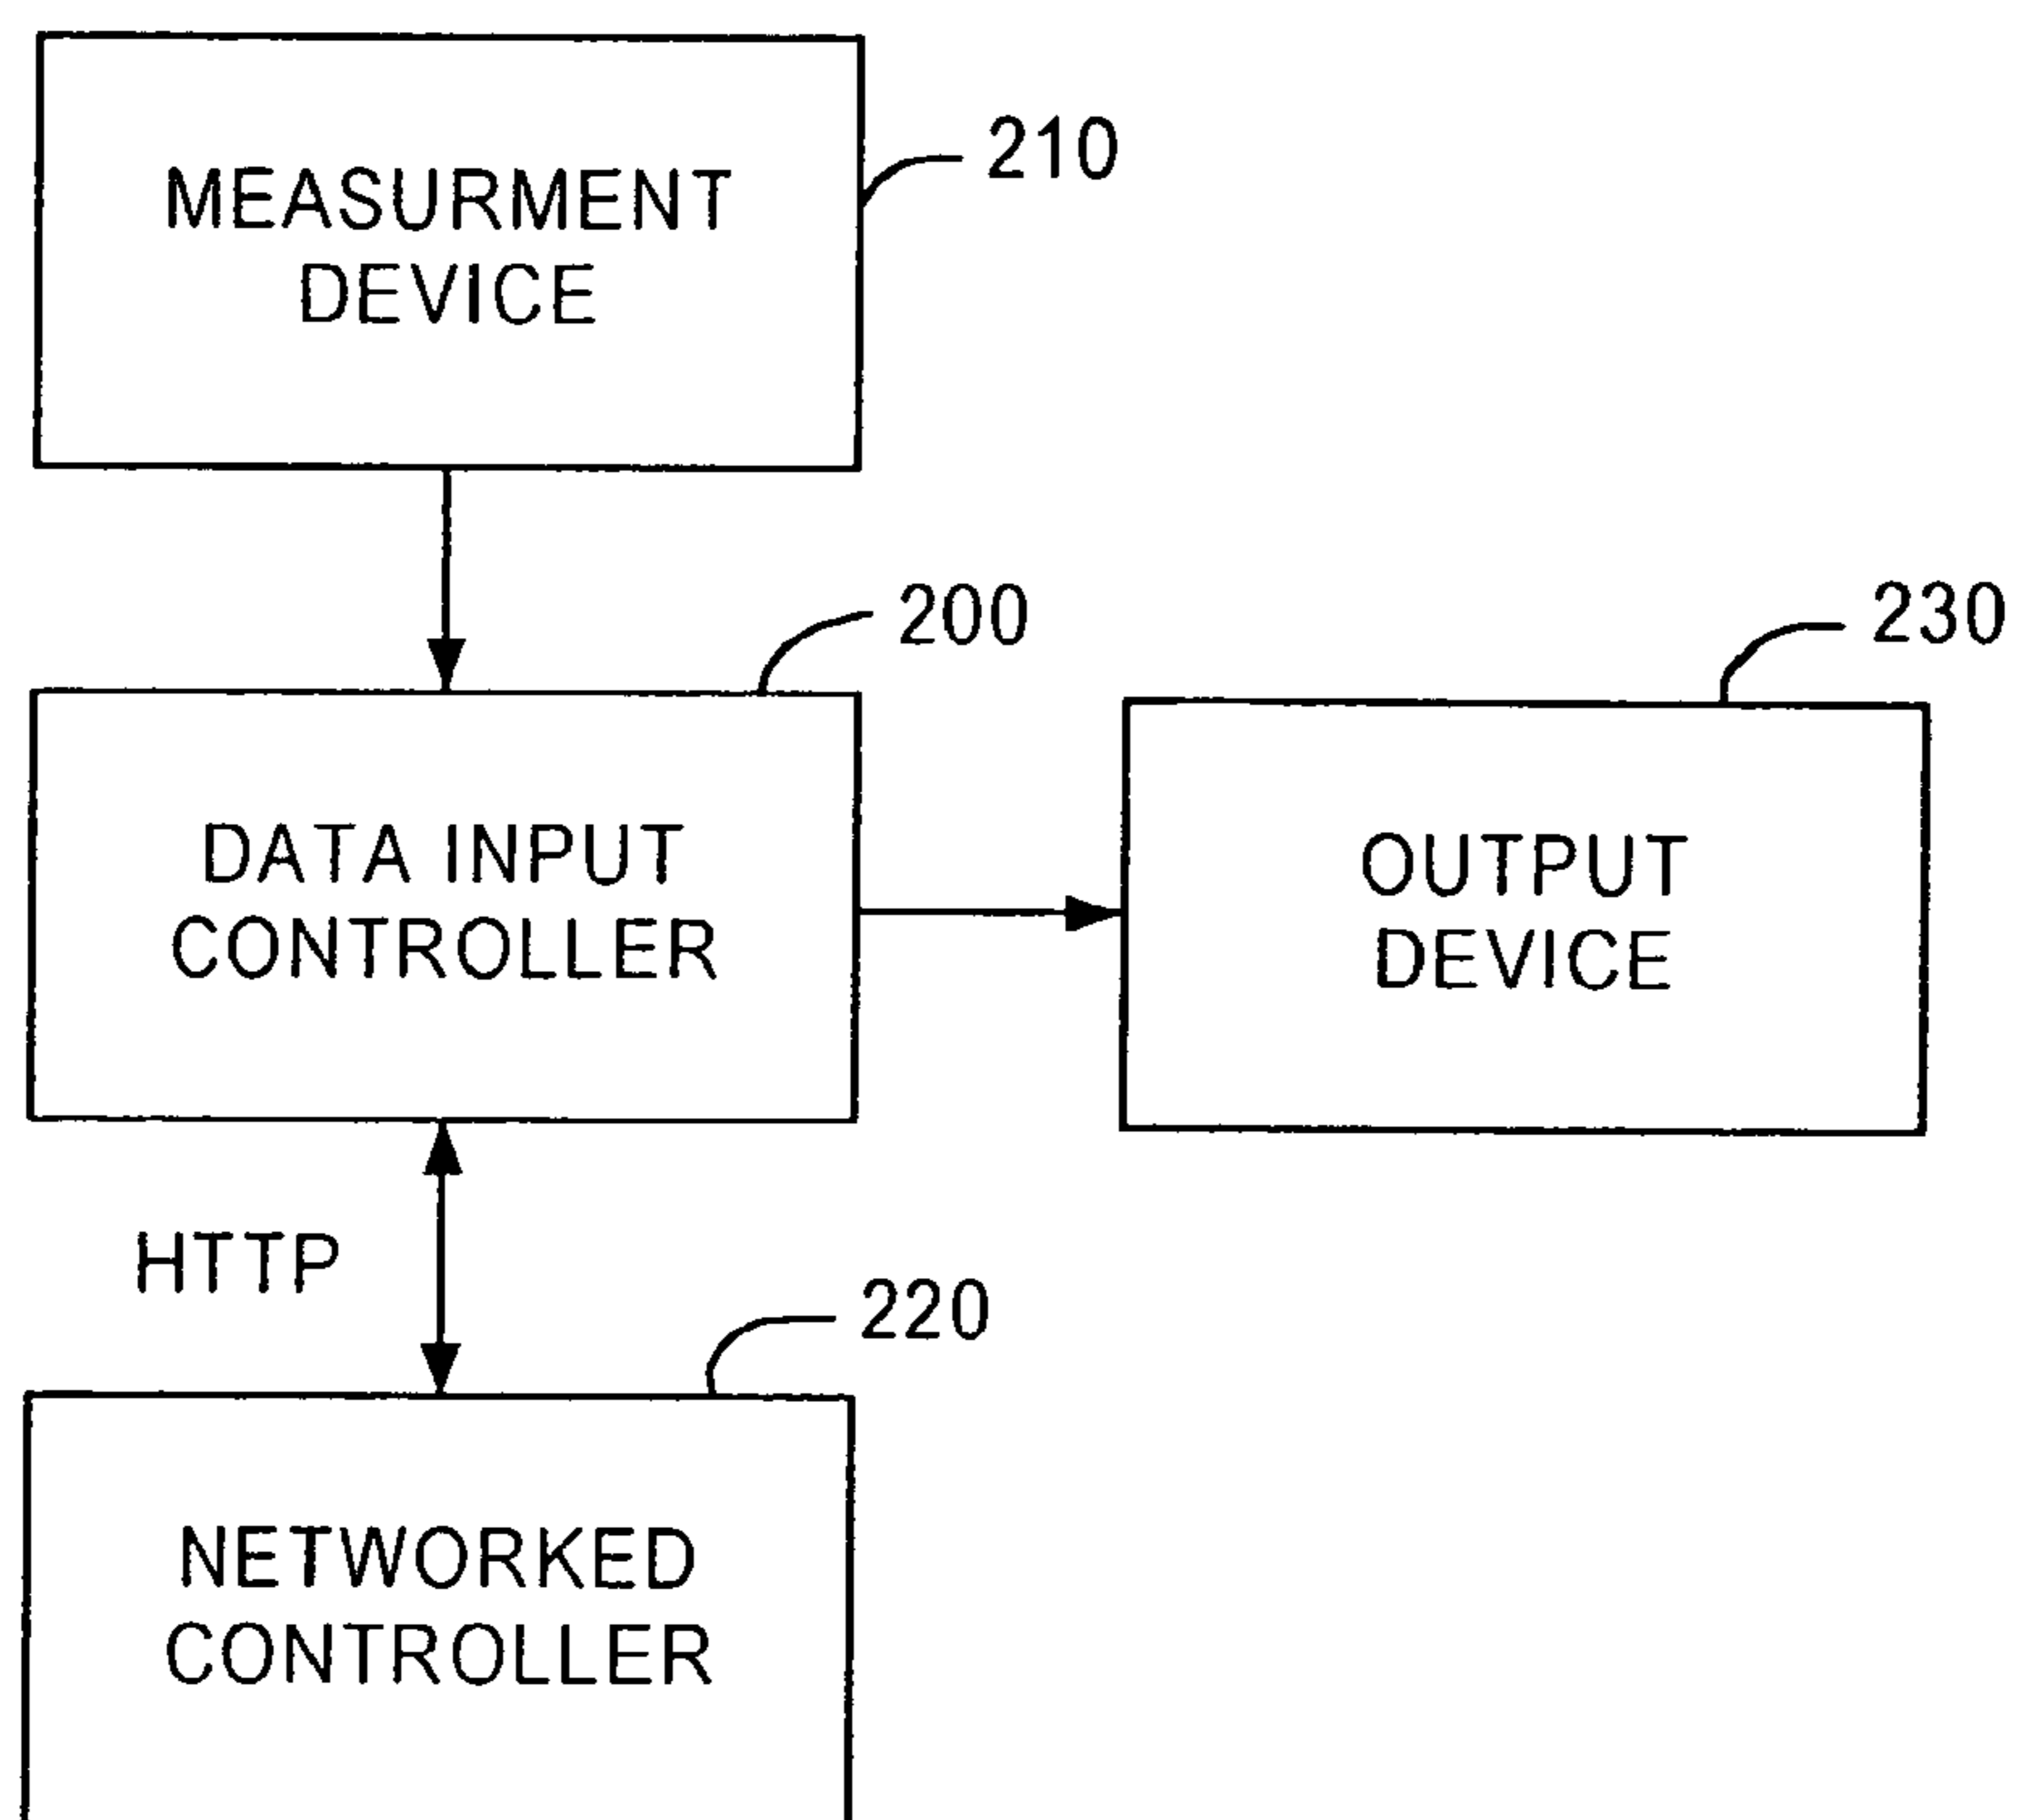 MEASURMENT
DEVICE
210
200
230
DATA INPUT
CONTROLLER
OUTPUT
DEVICE
HTTP
220
NETWORKED
CONTROLLER